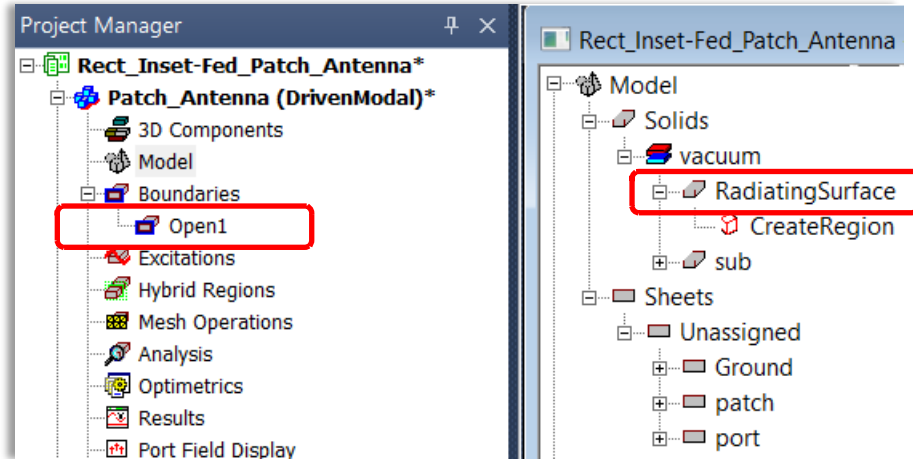 Project Manager
Rect_Inset-Fed_Patch_Antenna*
Patch_Antenna (DrivenModal)*
3D Components
Model
Boundaries
Open1
Excitations
Hybrid Regions
Mesh Operations
Analysis
Optimetrics
Results
Port Field Display
Rect_Inset-Fed_Patch_Antenna
Model
Solids
vacuum
RadiatingSurface
CreateRegion
sub
Sheets
Unassigned
Ground
patch
port